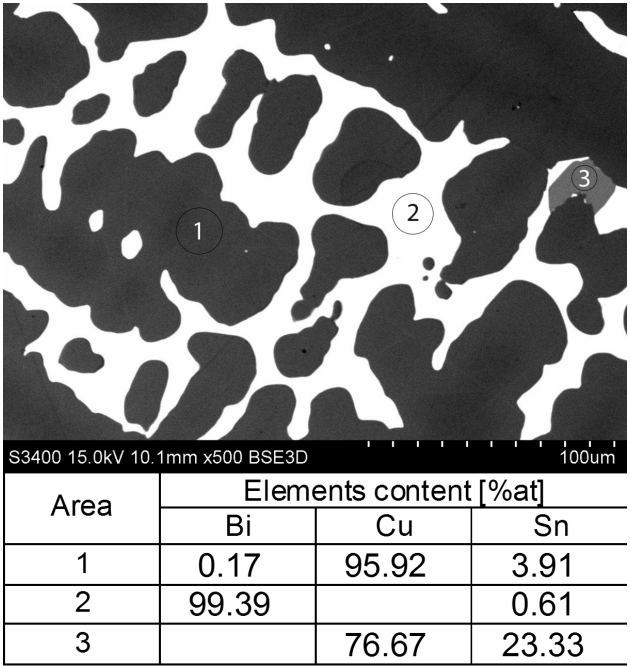 3
2
1
S3400 15.0kV 10.1mm x500 BSE3D 100um
Area Elements content [%at]
Bi Cu Sn
1 0.17 95.92 3.91
2 99.39 0.61
3 76.67 23.33